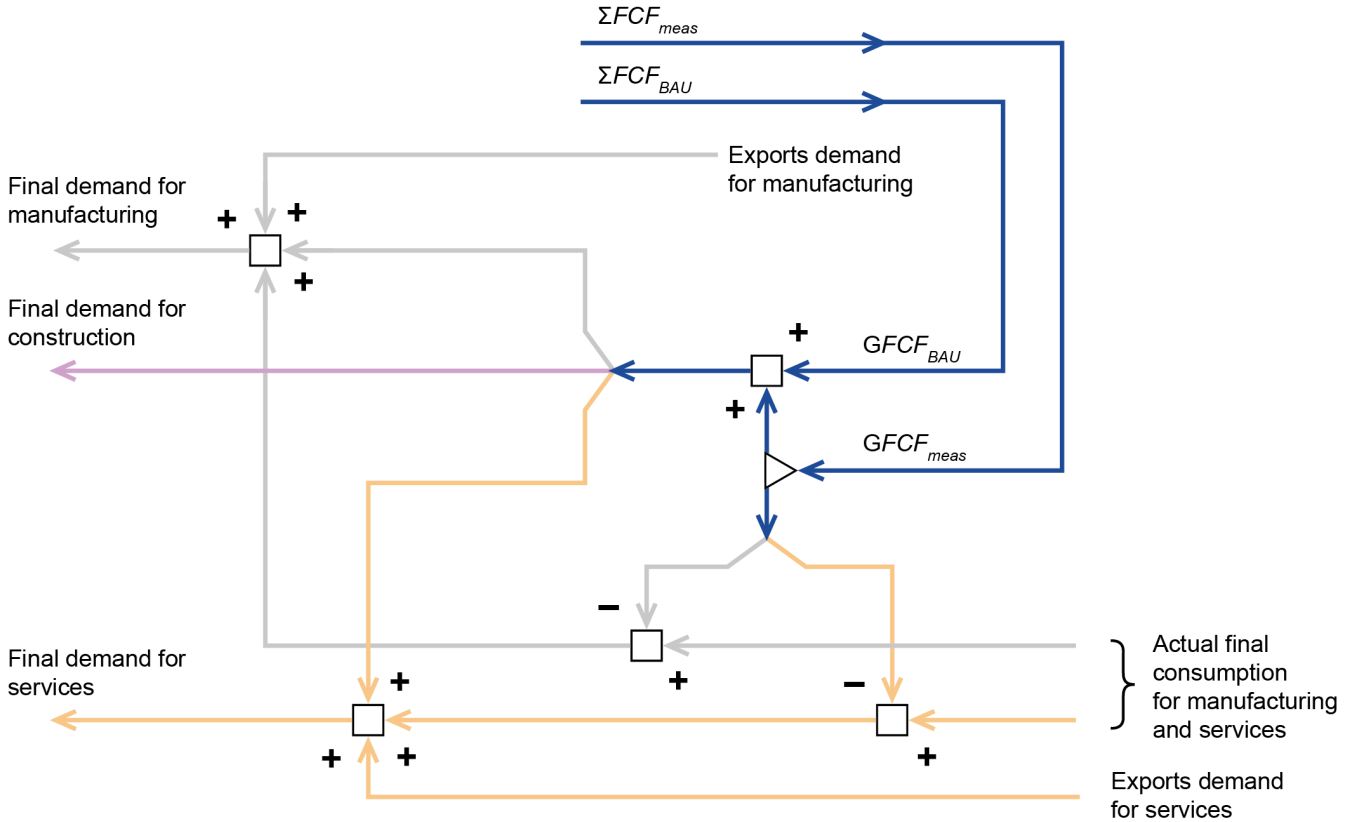 ΣFCF_meas
ΣFCF_BAU
Exports demand
for manufacturing
Final demand for
manufacturing
+
+
+
Final demand for
construction
+
GFCF_BAU
+
GFCF_meas
−
+
Final demand for
services
+
−
+
+
+
Actual final
consumption
for manufacturing
and services
Exports demand
for services